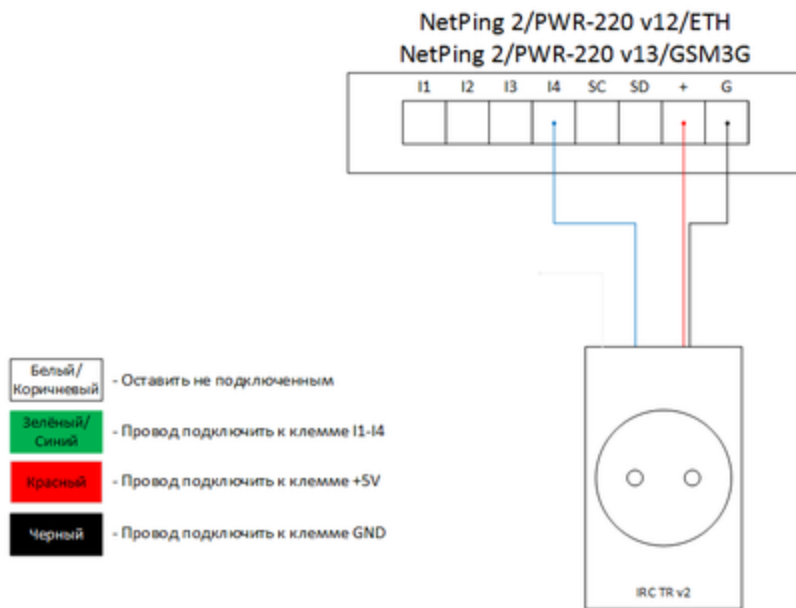 NetPing 2/PWR-220 v12/ETH
NetPing 2/PWR-220 v13/GSM3G
I1 I2 I3 I4 SC SD + G
Белый/
Коричневый
- Оставить не подключенным
Зелёный/
Синий
- Провод подключить к клемме I1-I4
Красный
- Провод подключить к клемме +5V
Черный
- Провод подключить к клемме GND
IRC TR v2